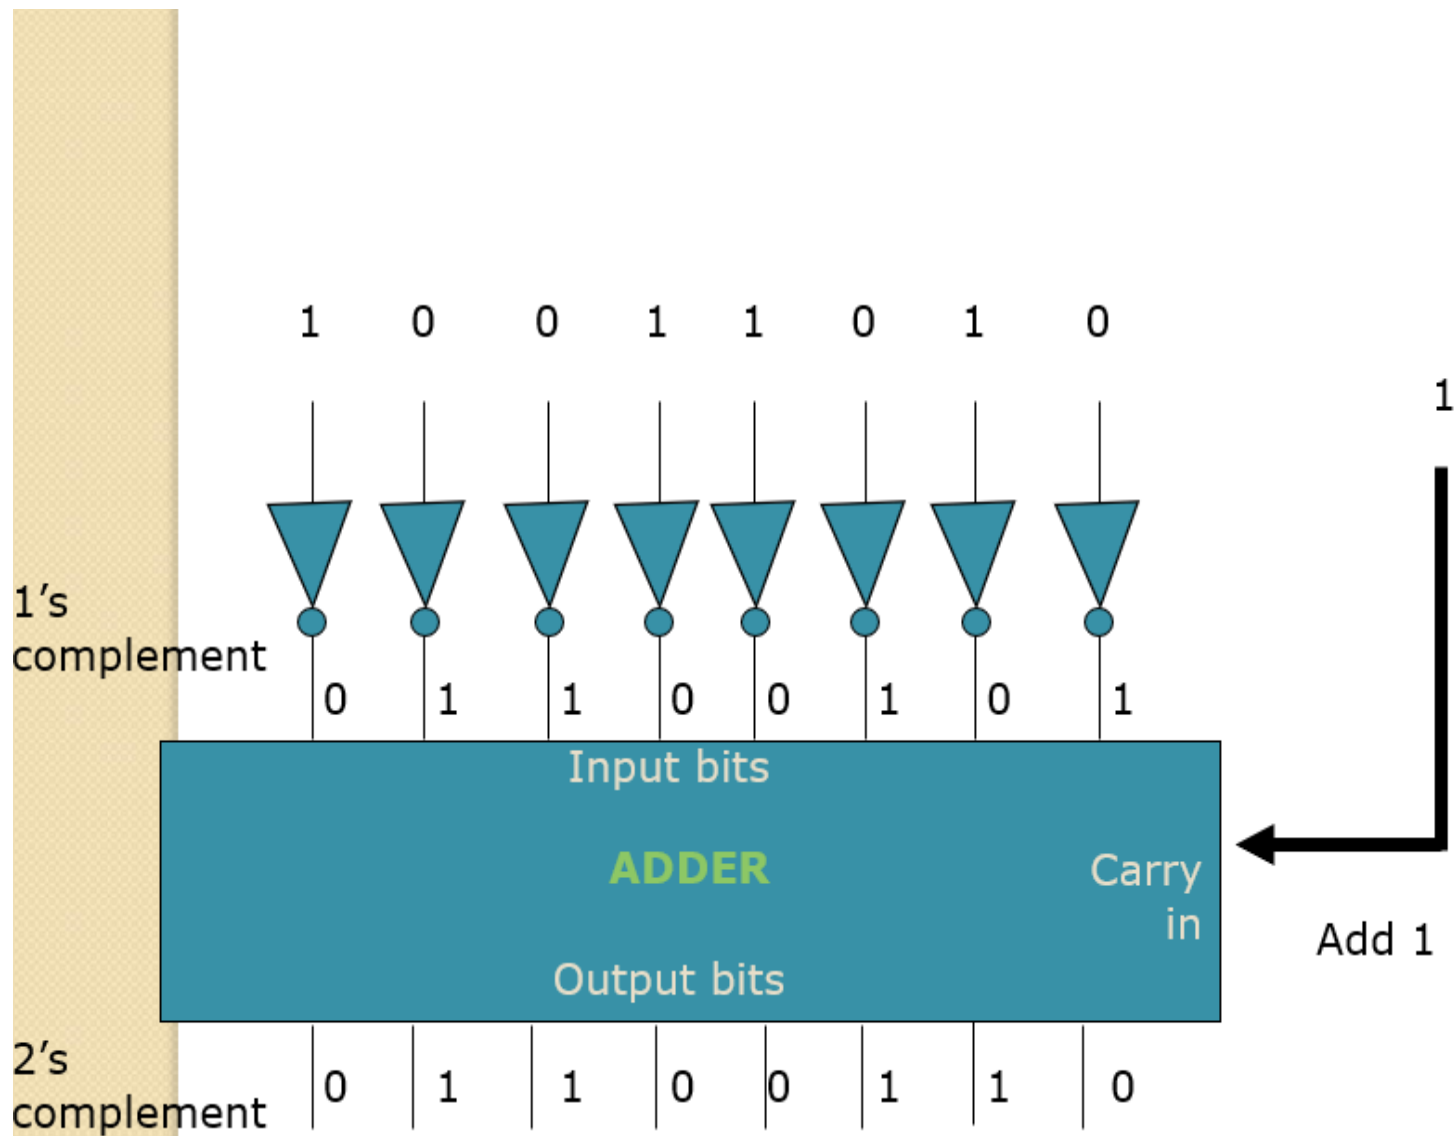 1 0 0 1 1 0 1 0
1
1's
complement
0 1 1 0 0 1 0 1
Input bits
ADDER
Carry
in
Add 1
Output bits
2's
complement
0 1 1 0 0 1 1 0